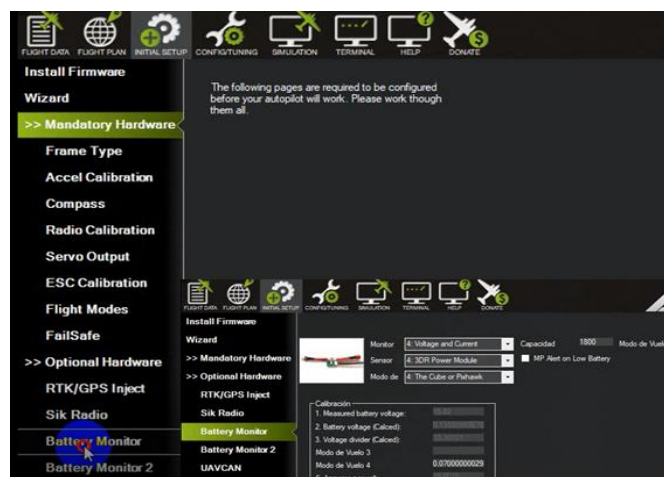 FLIGHT DATA FLIGHT PLAN INITIAL SETUP CONFIG/TUNING SIMULATION TERMINAL HELP DONATE
Install Firmware
Wizard
>> Mandatory Hardware
Frame Type
Accel Calibration
Compass
Radio Calibration
Servo Output
ESC Calibration
Flight Modes
FailSafe
>> Optional Hardware
RTK/GPS Inject
Sik Radio
Battery Monitor
Battery Monitor 2
The following pages are required to be configured
before your autopilot will work. Please work though
them all.
FLIGHT DATA FLIGHT PLAN INITIAL SETUP CONFIG/TUNING SIMULATION TERMINAL HELP DONATE
Install Firmware
Wizard
>> Mandatory Hardware
>> Optional Hardware
RTK/GPS Inject
Sik Radio
Battery Monitor
Battery Monitor 2
UAVCAN
Monitor 4: Voltage and Current Capacidad 1800 Modo de Vuelo
Sensor 4: 3DR Power Module MP Alert on Low Battery
Modo de 4: The Cube or Pixhawk
Calibración
1. Measured battery voltage:
2. Battery voltage (Calced):
3. Voltage divider (Calced):
Modo de Vuelo 3
Modo de Vuelo 4 0.07000000029